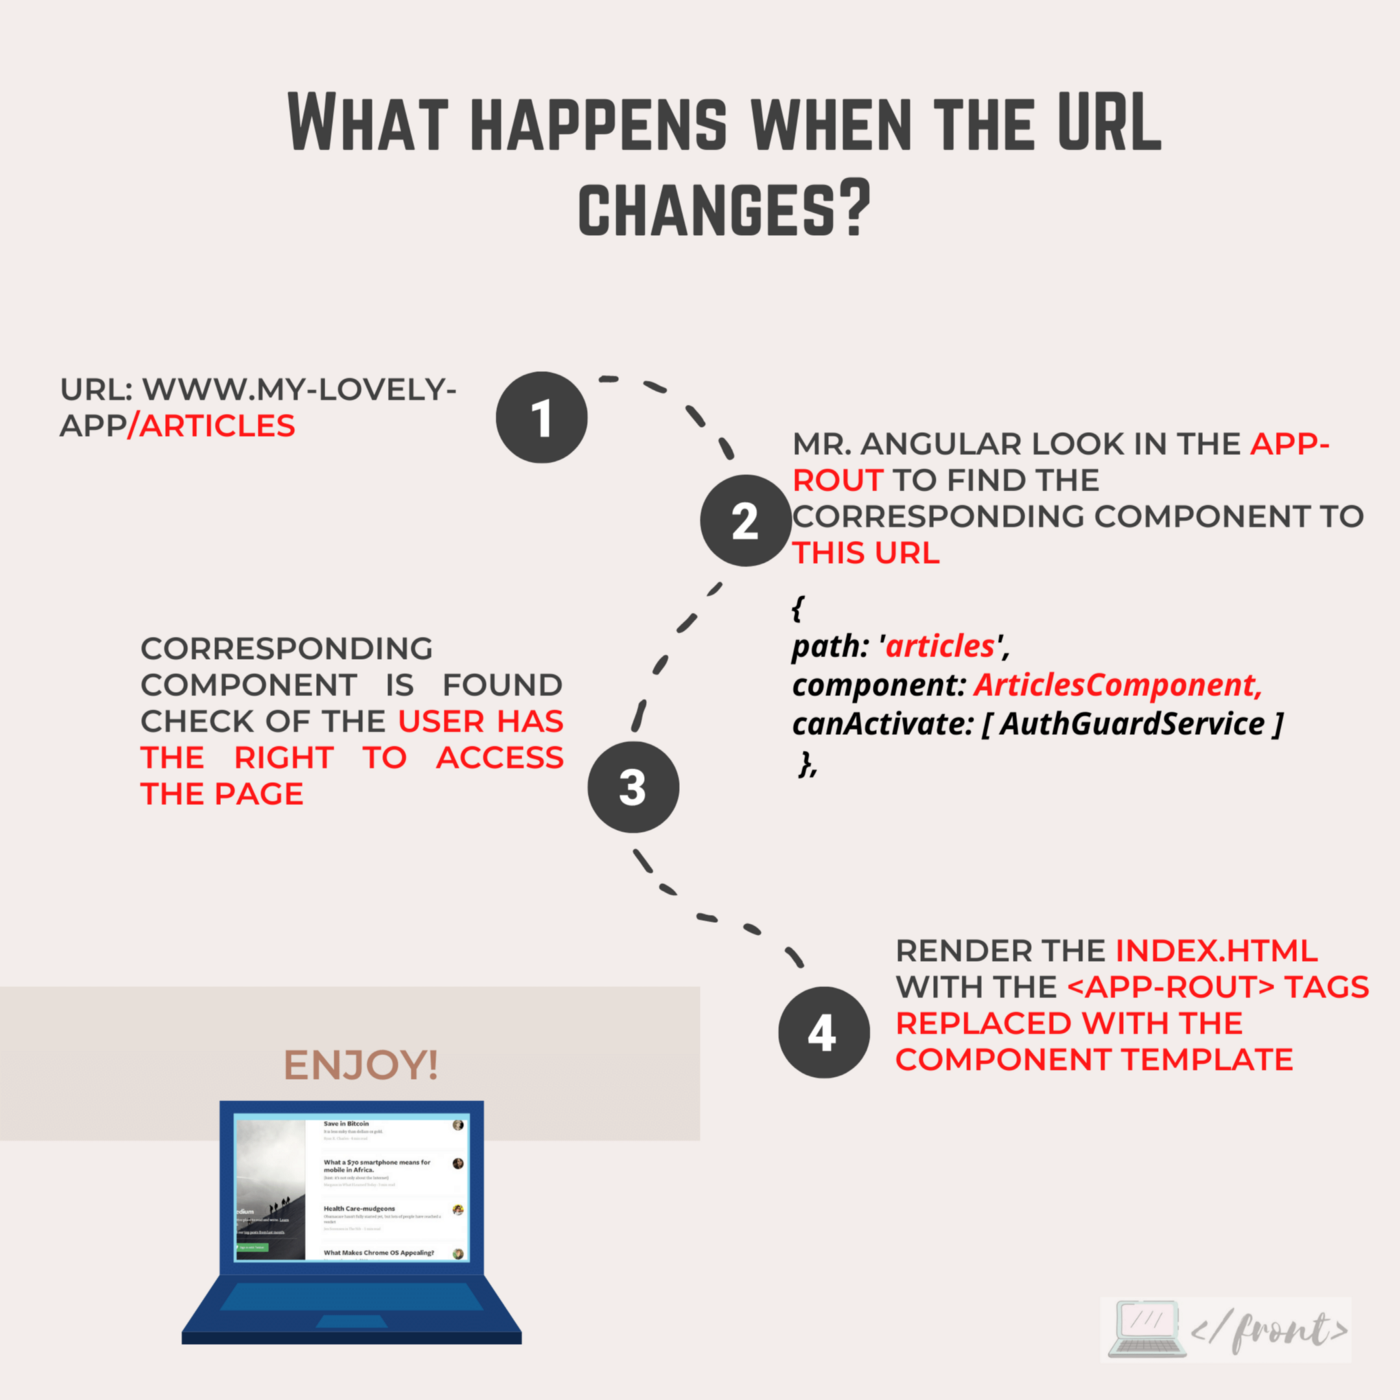 WHAT HAPPENS WHEN THE URL
CHANGES?
URL: WWW.MY-LOVELY-
APP/ARTICLES
1
2
MR. ANGULAR LOOK IN THE APP-
ROUT TO FIND THE
CORRESPONDING COMPONENT TO
THIS URL
{
path: 'articles',
component: ArticlesComponent,
canActivate: [ AuthGuardService ]
},
CORRESPONDING
COMPONENT IS FOUND
CHECK OF THE USER HAS
THE RIGHT TO ACCESS
THE PAGE
3
4
RENDER THE INDEX.HTML
WITH THE <APP-ROUT> TAGS
REPLACED WITH THE
COMPONENT TEMPLATE
ENJOY!
Save in Bitcoin
What a $70 smartphone means for
mobile in Africa.
Health Care-mudgeons
What Makes Chrome OS Appealing?
</front>